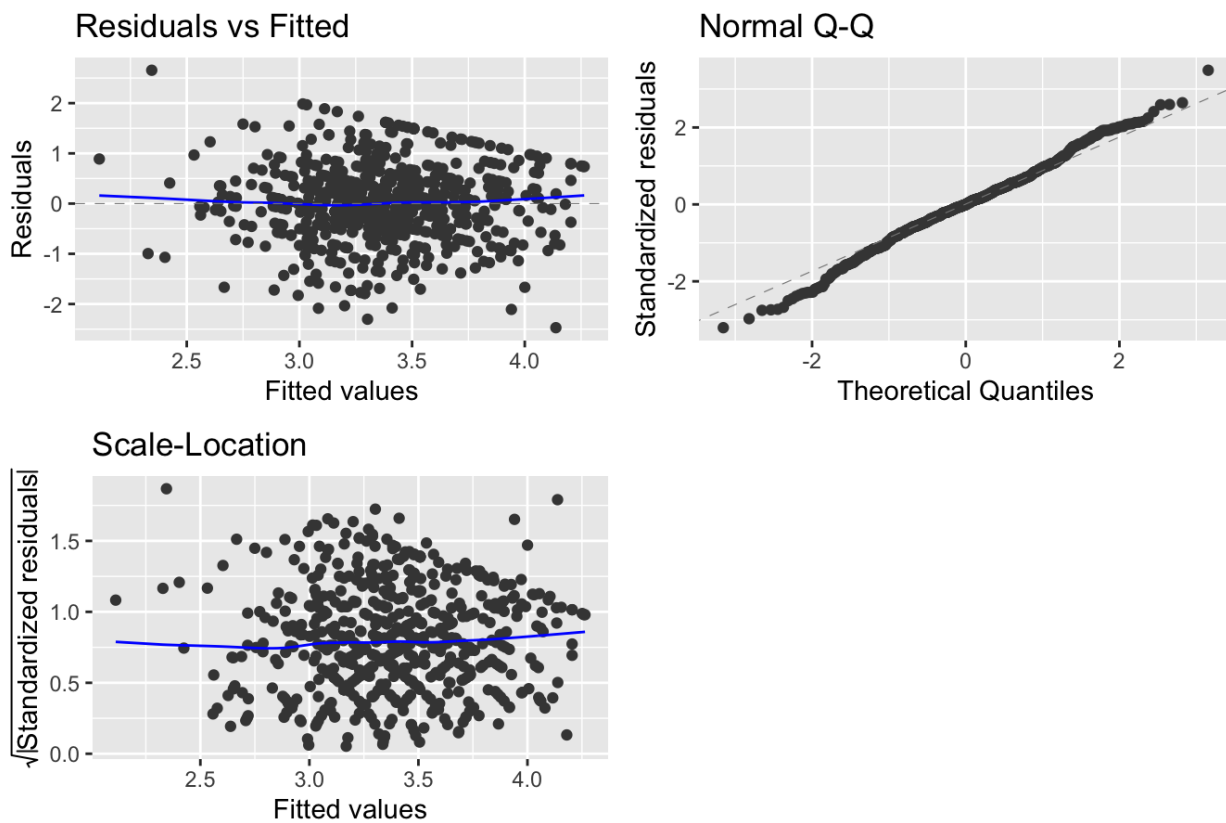 Residuals vs Fitted
Residuals
2
1
0
-1
-2
2.5 3.0 3.5 4.0
Fitted values
Normal Q-Q
Standardized residuals
2
0
-2
-2 0 2
Theoretical Quantiles
Scale-Location
√|Standardized residuals|
1.5
1.0
0.5
0.0
2.5 3.0 3.5 4.0
Fitted values